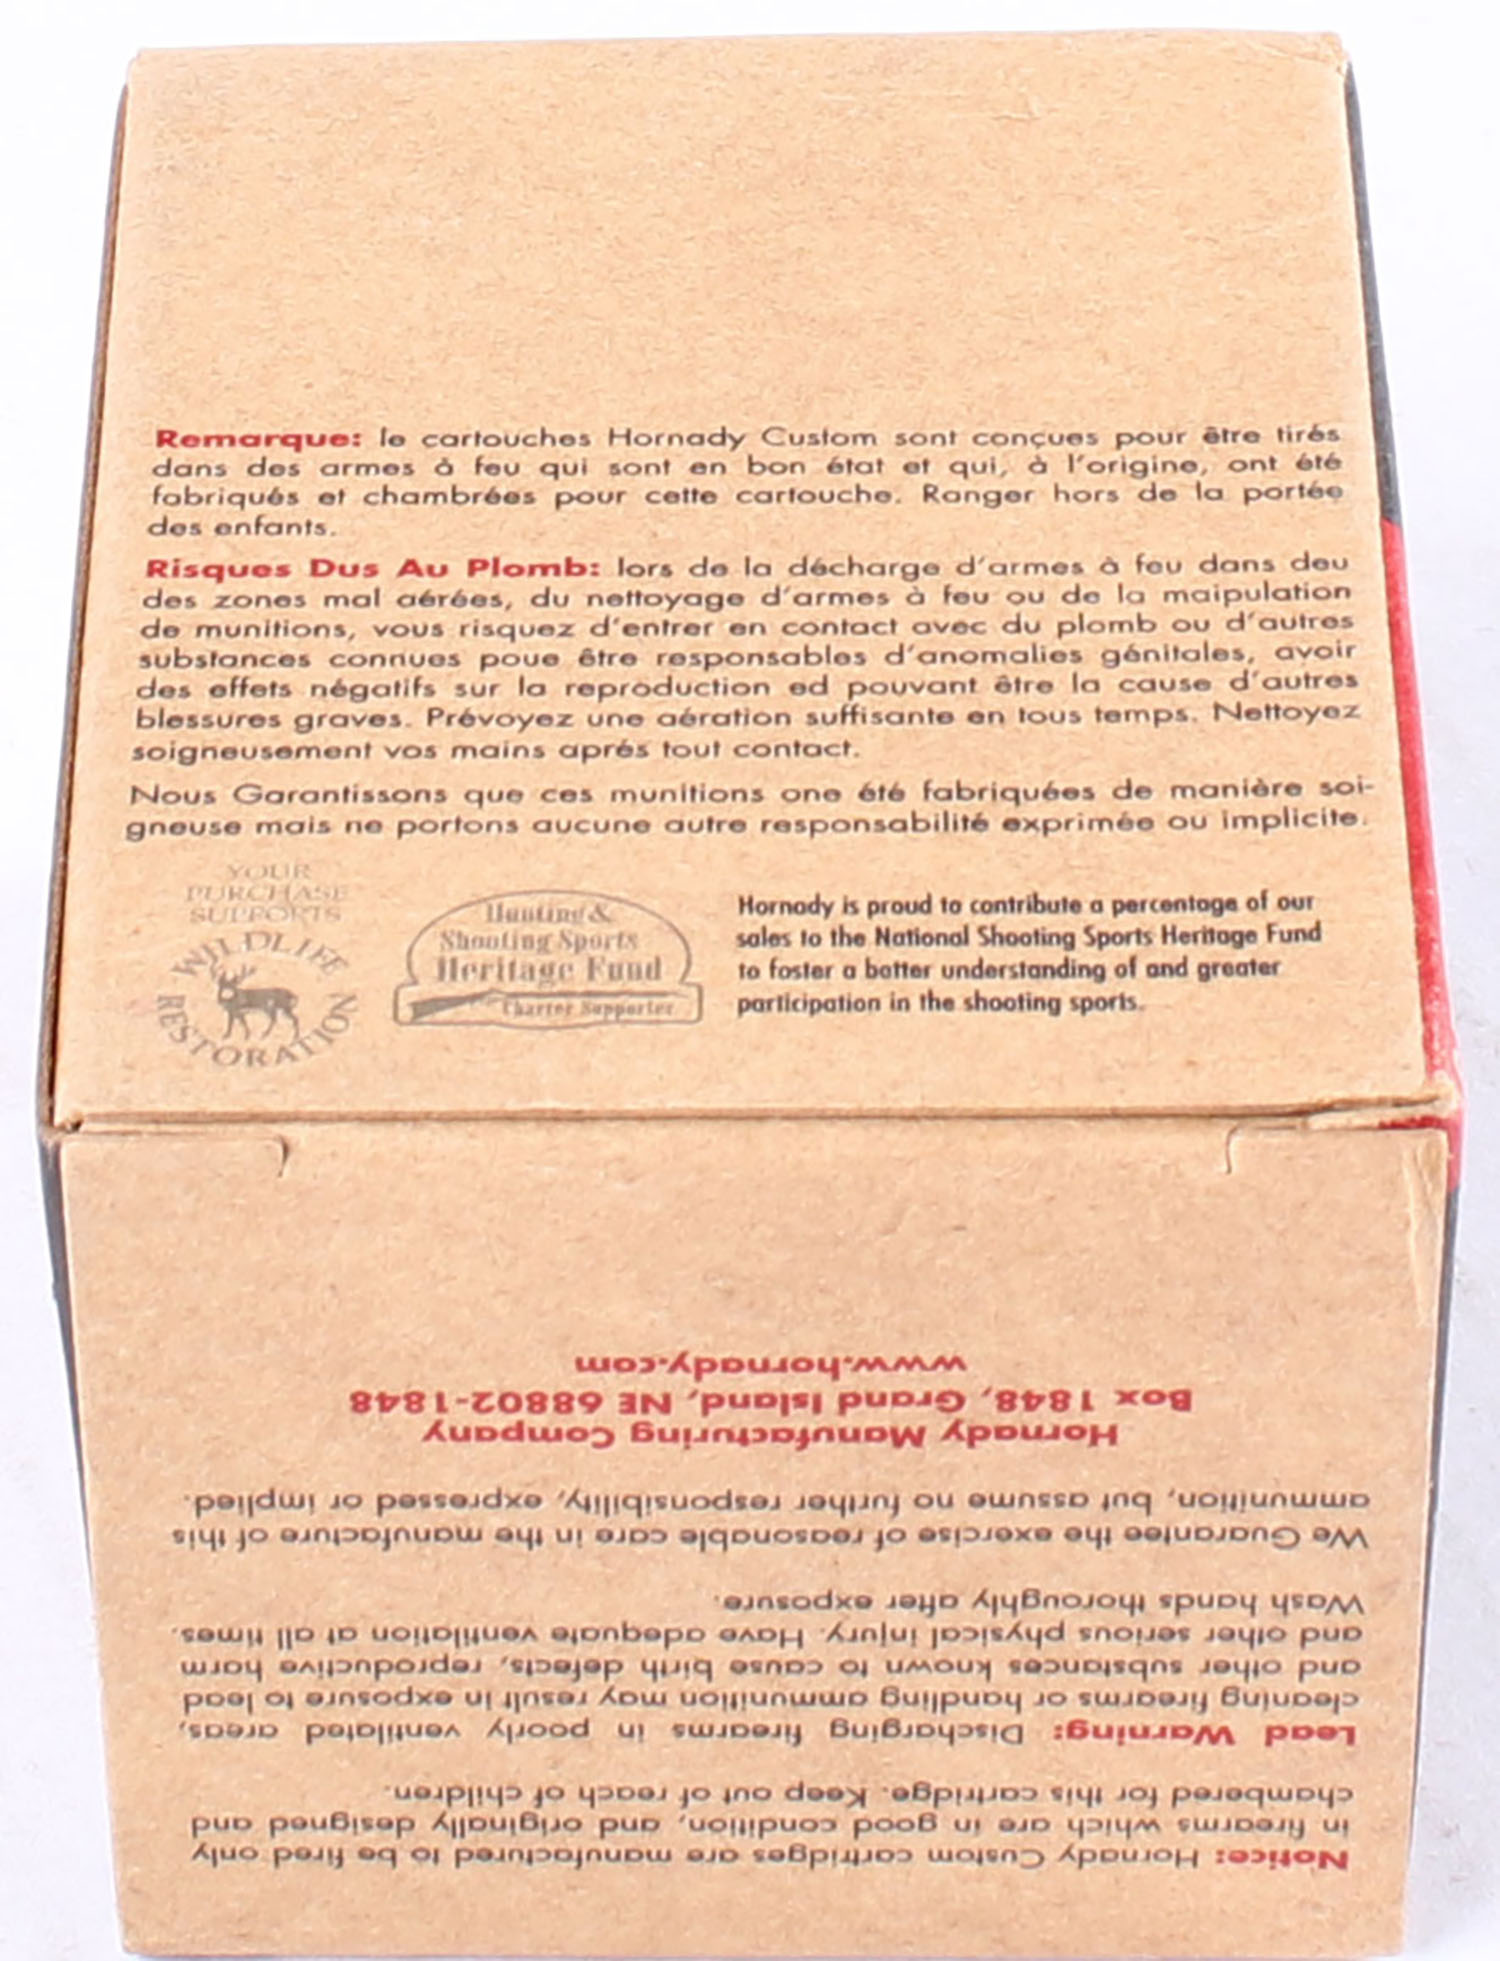 Remarque: le cartouches Hornady Custom sont conçues pour être tirés
dans des armes à feu qui sont en bon état et qui, à l'origine, ont été
fabriqués et chambrées pour cette cartouche. Ranger hors de la portée
des enfants.
Risques Dus Au Plomb: lors de la décharge d'armes à feu dans deu
des zones mal aérées, du nettoyage d'armes à feu ou de la maipulation
de munitions, vous risquez d'entrer en contact avec du plomb ou d'autres
substances connues poue être responsables d'anomalies génitales, avoir
des effets négatifs sur la reproduction ed pouvant être la cause d'autres
blessures graves. Prévoyez une aération suffisante en tous temps. Nettoyez
soigneusement vos mains aprés tout contact.
Nous Garantissons que ces munitions one été fabriquées de manière soi-
gneuse mais ne portons aucune autre responsabilité exprimée ou implicite.
YOUR
PURCHASE
SUPPORTS
WILDLIFE
RESTORATION
Hunting &
Shooting Sports
Heritage Fund
Charter Supporter
Hornady is proud to contribute a percentage of our
sales to the National Shooting Sports Heritage Fund
to foster a better understanding of and greater
participation in the shooting sports.
Notice: Hornady Custom cartridges are manufactured to be fired only
in firearms which are in good condition, and originally designed and
chambered for this cartridge. Keep out of reach of children.
Lead Warning: Discharging firearms in poorly ventilated areas,
cleaning firearms or handling ammunition may result in exposure to lead
and other substances known to cause birth defects, reproductive harm
and other serious physical injury. Have adequate ventilation at all times.
Wash hands thoroughly after exposure.
We Guarantee the exercise of reasonable care in the manufacture of this
ammunition, but assume no further responsibility, expressed or implied.
Hornady Manufacturing Company
Box 1848, Grand Island, NE 68802-1848
www.hornady.com